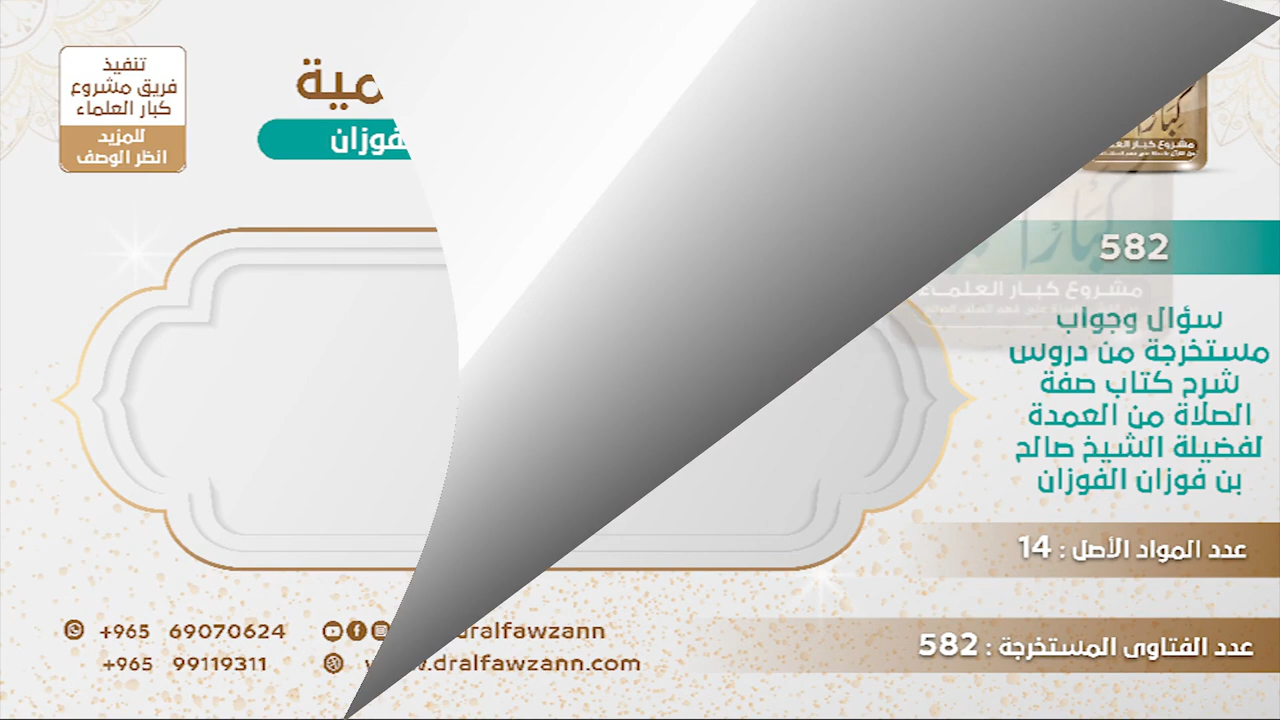 تنفيذ
فريق مشروع
كبار العلماء
للمزيد
انظر الوصف
مشروع كبار العلماء
582
سؤال وجواب
مستخرجة من دروس
شرح كتاب صفة
الصلاة من العمدة
لفضيلة الشيخ صالح
بن فوزان الفوزان
عدد المواد الأصل : 14
عدد الفتاوى المستخرجة : 582
+965 69070624
dralfawzann
+965 99119311
.dralfawzann.com